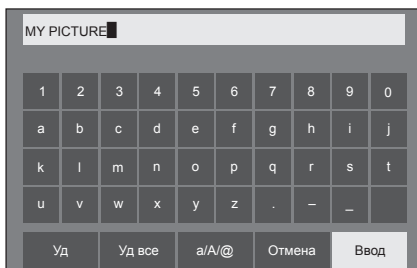 MY PICTURE
1 2 3 4 5 6 7 8 9 0
a b c d e f g h i j
k l m n o p q r s t
u v w x y z . – _
Уд Уд все a/A/@ Отмена Ввод